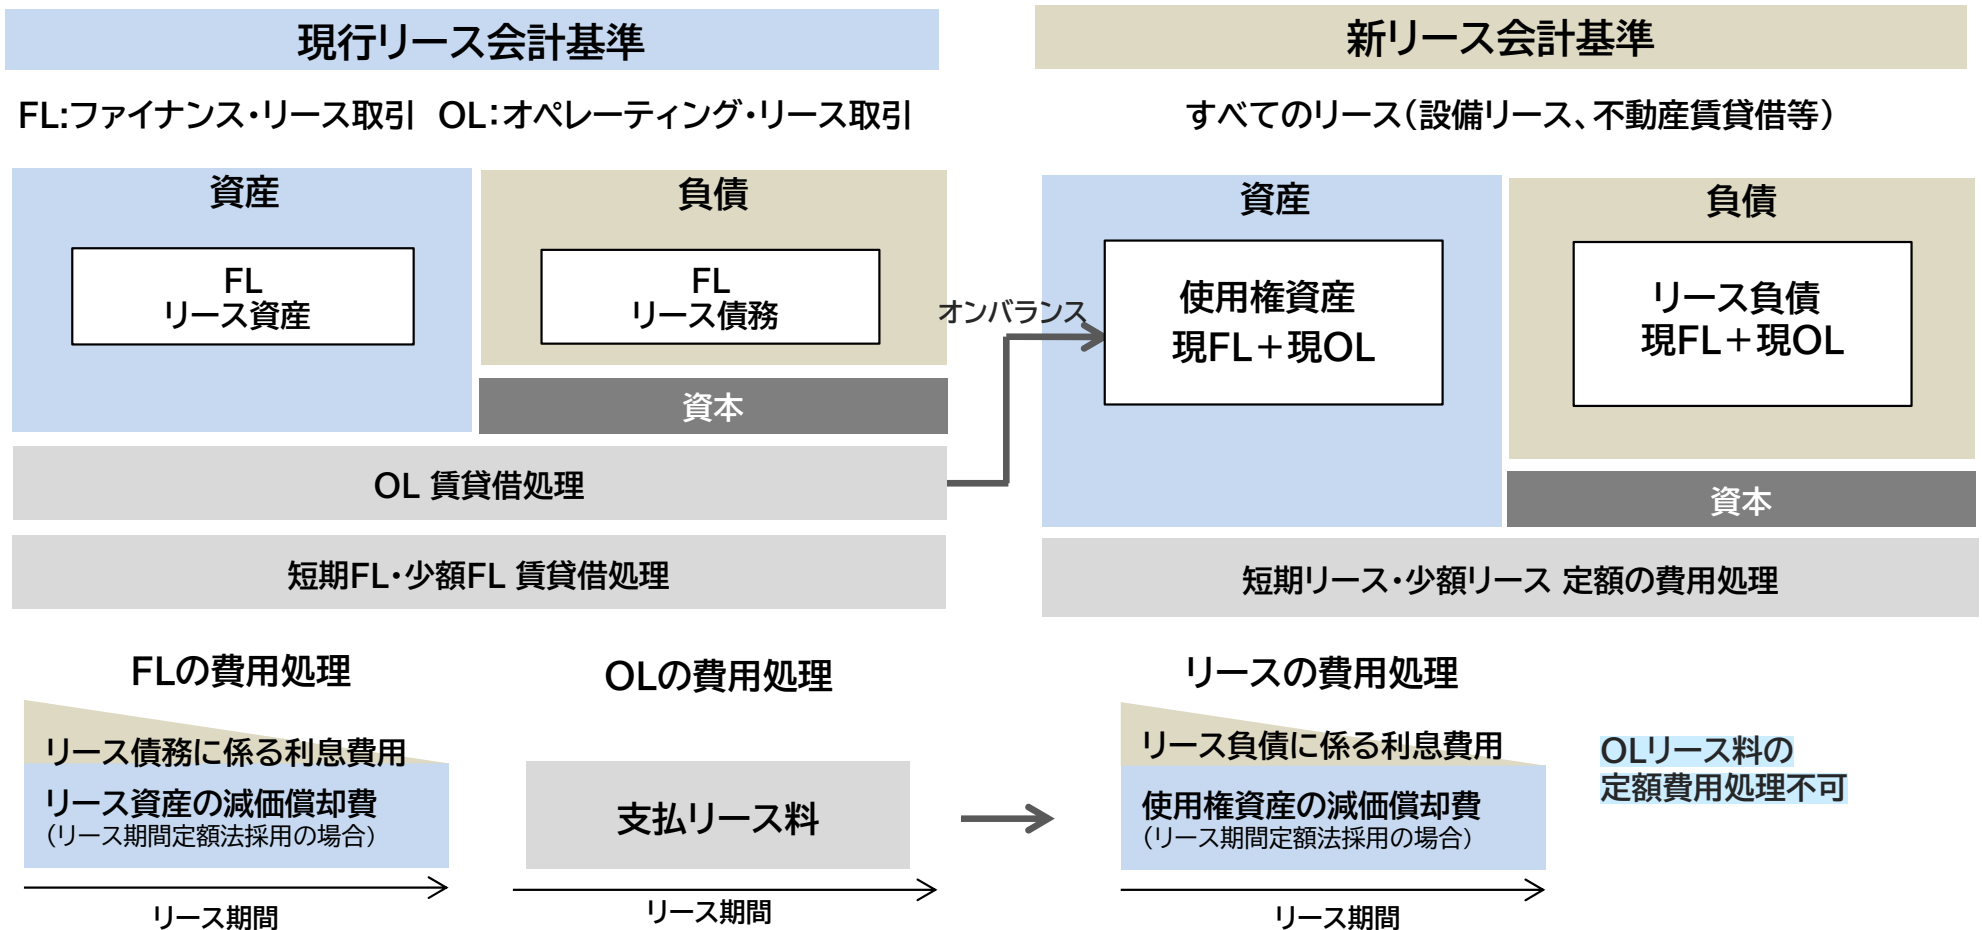 現行リース会計基準
FL:ファイナンス・リース取引 OL:オペレーティング・リース取引
資産
FL
リース資産
負債
FL
リース債務
資本
OL 賃貸借処理
短期FL・少額FL 賃貸借処理
オンバランス
新リース会計基準
すべてのリース(設備リース、不動産賃貸借等)
資産
使用権資産
現FL＋現OL
負債
リース負債
現FL＋現OL
資本
短期リース・少額リース 定額の費用処理
FLの費用処理
リース債務に係る利息費用
リース資産の減価償却費
(リース期間定額法採用の場合)
リース期間
OLの費用処理
支払リース料
リース期間
リースの費用処理
リース負債に係る利息費用
使用権資産の減価償却費
(リース期間定額法採用の場合)
リース期間
OLリース料の
定額費用処理不可